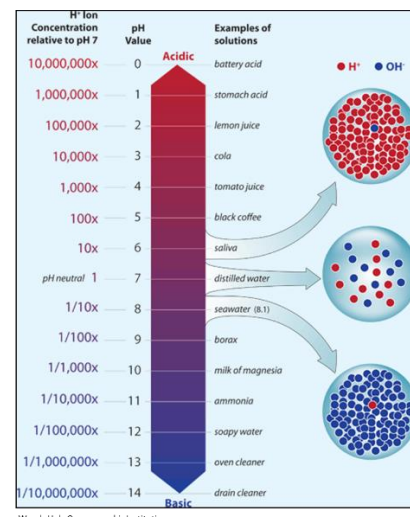 H⁺ Ion
Concentration
relative to pH 7
pH
Value
Examples of
solutions
Acidic
H⁺ OH⁻
10,000,000x 0 battery acid
1,000,000x 1 stomach acid
100,000x 2 lemon juice
10,000x 3 cola
1,000x 4 tomato juice
100x 5 black coffee
10x 6 saliva
pH neutral 1 7 distilled water
1/10x 8 seawater (8.1)
1/100x 9 borax
1/1,000x 10 milk of magnesia
1/10,000x 11 ammonia
1/100,000x 12 soapy water
1/1,000,000x 13 oven cleaner
1/10,000,000x 14 drain cleaner
Basic